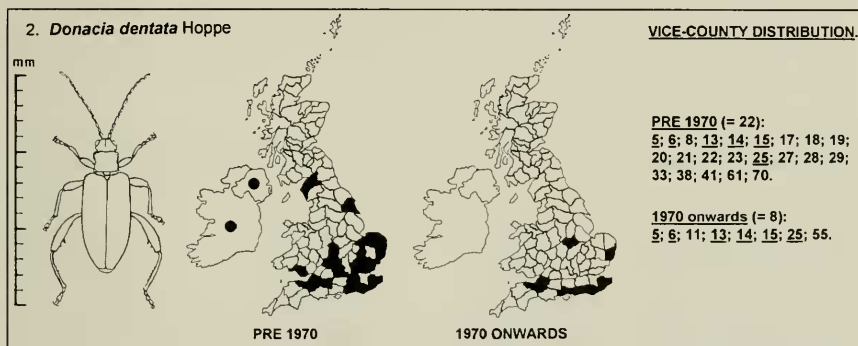 2. Donacia dentata Hoppe
mm
PRE 1970
1970 ONWARDS
VICE-COUNTY DISTRIBUTION.
PRE 1970 (= 22):
5; 6; 8; 13; 14; 15; 17; 18; 19;
20; 21; 22; 23; 25; 27; 28; 29;
33; 38; 41; 61; 70.
1970 onwards (= 8):
5; 6; 11; 13; 14; 15; 25; 55.